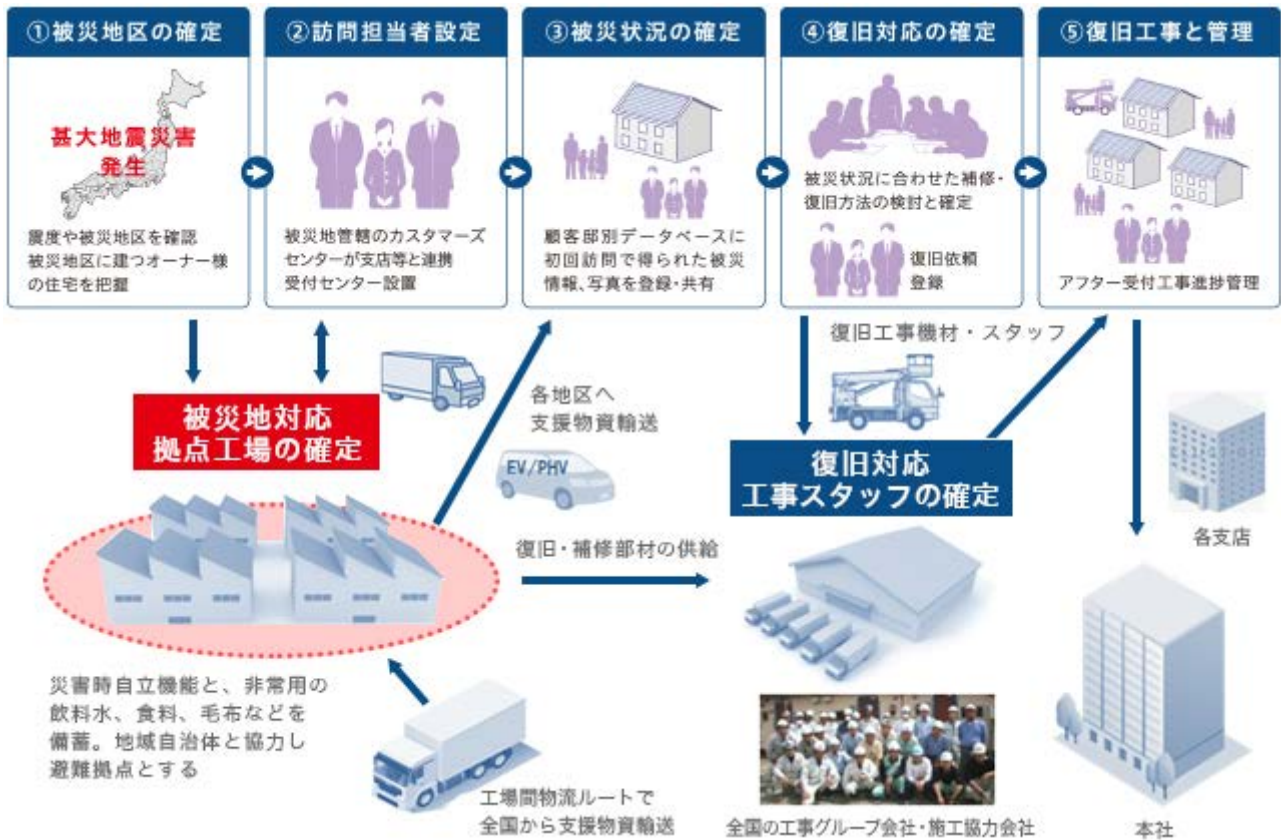 ①被災地区の確定
②訪問担当者設定
③被災状況の確定
④復旧対応の確定
⑤復旧工事と管理
甚大地震災害
発生
震度や被災地区を確認
被災地区に建つオーナー様
の住宅を把握
被災地管轄のカスタマーズ
センターが支店等と連携
受付センター設置
顧客邸別データベースに
初回訪問で得られた被災
情報、写真を登録・共有
被災状況に合わせた補修・
復旧方法の検討と確定
復旧依頼
登録
アフター受付工事進捗管理
被災地対応
拠点工場の確定
各地区へ
支援物資輸送
EV/PHV
復旧工事機材・スタッフ
復旧対応
工事スタッフの確定
復旧・補修部材の供給
各支店
災害時自立機能と、非常用の
飲料水、食料、毛布などを
備蓄。地域自治体と協力し
避難拠点とする
工場間物流ルートで
全国から支援物資輸送
全国の工事グループ会社・施工協力会社
本社